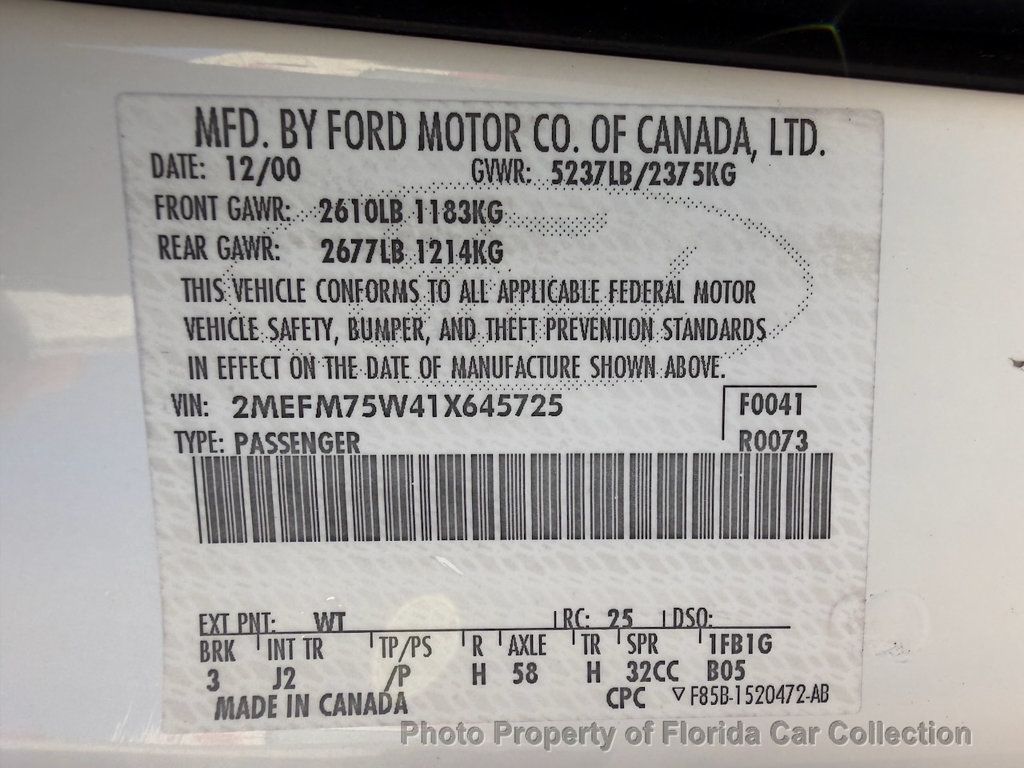 MFD. BY FORD MOTOR CO. OF CANADA, LTD.
DATE: 12/00 GVWR: 5237LB/2375KG
FRONT GAWR: 2610LB 1183KG
REAR GAWR: 2677LB 1214KG
THIS VEHICLE CONFORMS TO ALL APPLICABLE FEDERAL MOTOR
VEHICLE SAFETY, BUMPER, AND THEFT PREVENTION STANDARDS
IN EFFECT ON THE DATE OF MANUFACTURE SHOWN ABOVE.
VIN: 2MEFM75W41X645725 F0041
TYPE: PASSENGER R0073
EXT PNT: WT RC: 25 DSO:
BRK INT TR TP/PS R AXLE TR SPR 1FB1G
3 J2 /P H 58 H 32CC B05
MADE IN CANADA CPC ▽ F85B-1520472-AB
Photo Property of Florida Car Collection